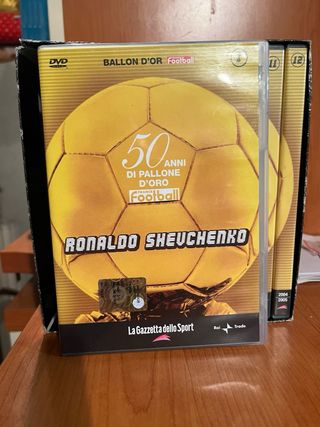 DVD
BALLON D'OR Football
11
12
50 ANNI
DI PALLONE
D'ORO
FRANCE
Football
RONALDO SHEVCHENKO
La Gazzetta dello Sport
Rai Trade
2004
2005